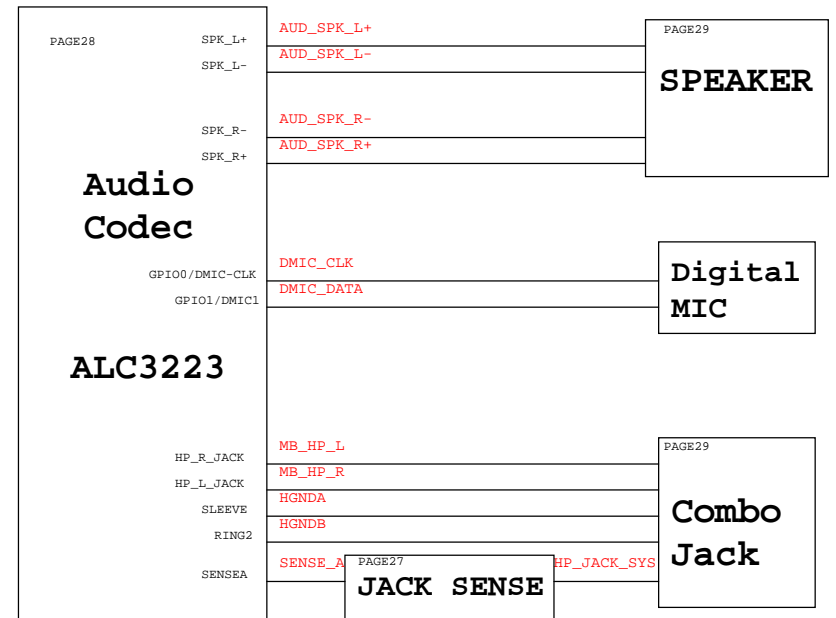 PAGE28
SPK_L+
SPK_L-
SPK_R-
SPK_R+
Audio
Codec
GPIO0/DMIC-CLK
GPIO1/DMIC1
ALC3223
HP_R_JACK
HP_L_JACK
SLEEVE
RING2
SENSEA
AUD_SPK_L+
AUD_SPK_L-
AUD_SPK_R-
AUD_SPK_R+
DMIC_CLK
DMIC_DATA
MB_HP_L
MB_HP_R
HGNDA
HGNDB
SENSE_A
PAGE27
JACK SENSE
HP_JACK_SYS
PAGE29
SPEAKER
Digital
MIC
PAGE29
Combo
Jack